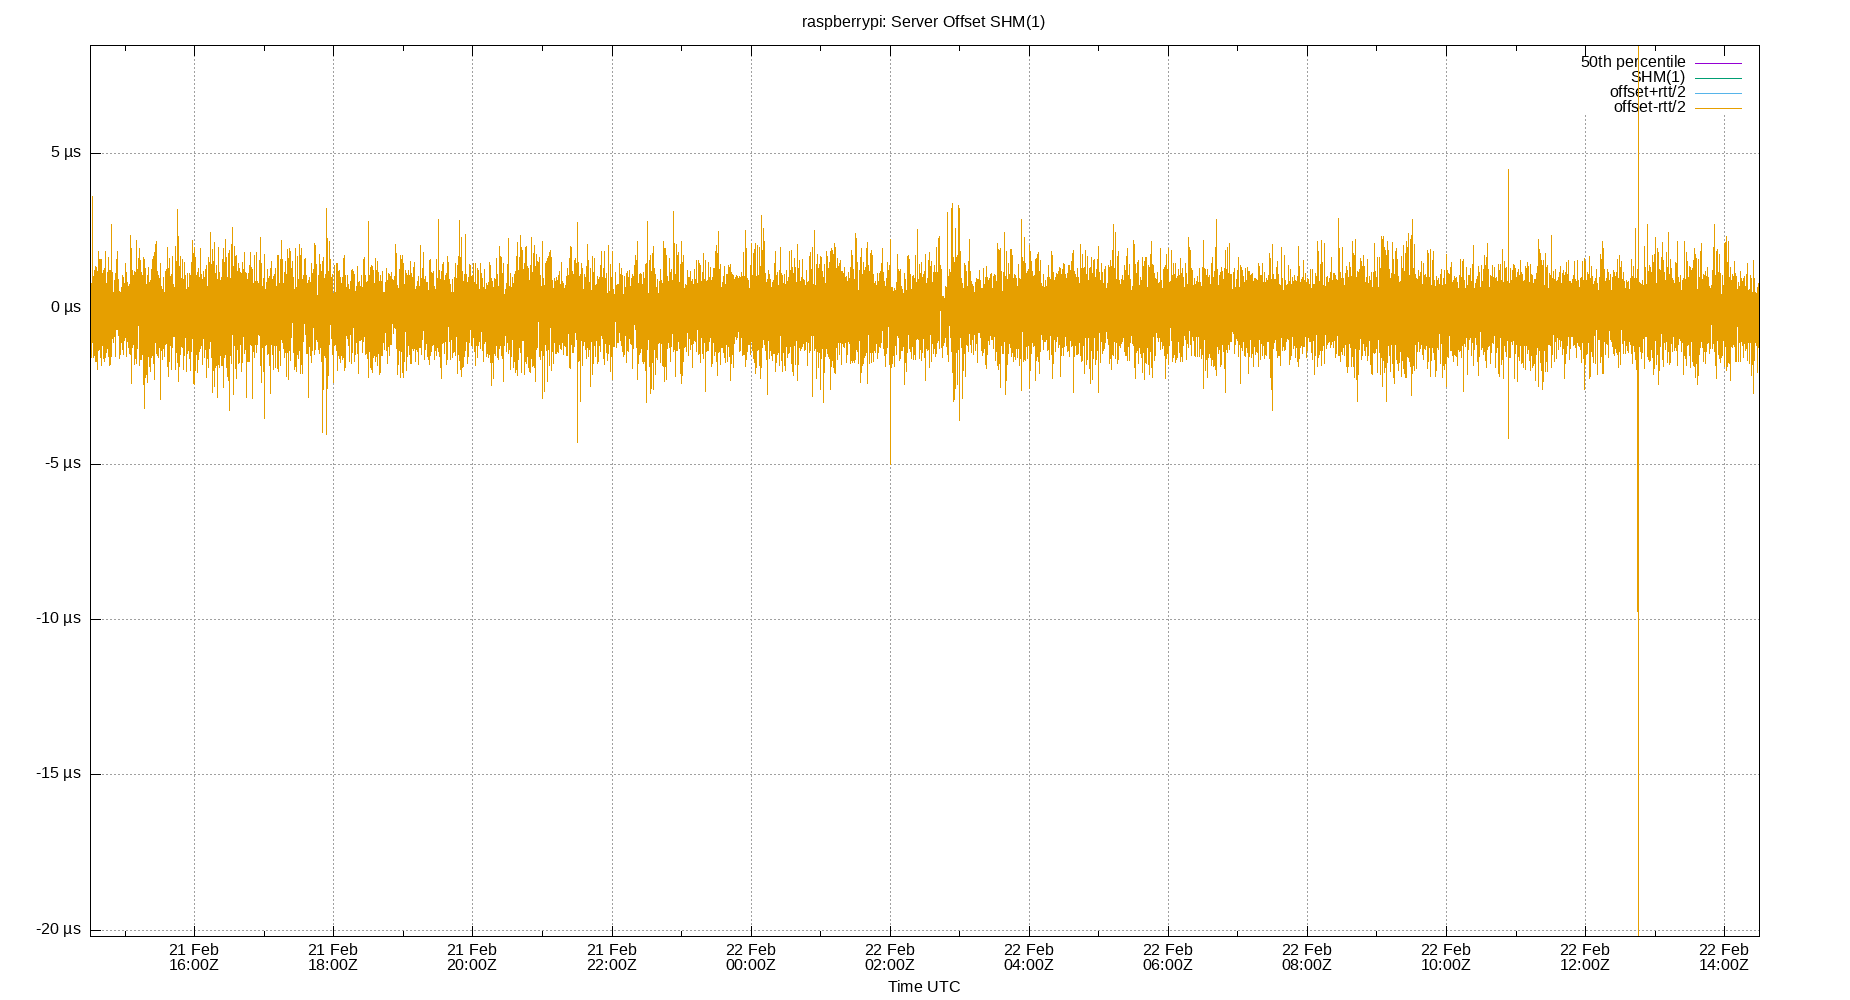 raspberrypi: Server Offset SHM(1)
50th percentile
SHM(1)
offset+rtt/2
offset-rtt/2
5 µs
0 µs
-5 µs
-10 µs
-15 µs
-20 µs
21 Feb 21 Feb 21 Feb 21 Feb 22 Feb 22 Feb 22 Feb 22 Feb 22 Feb 22 Feb 22 Feb 22 Feb
16:00Z 18:00Z 20:00Z 22:00Z 00:00Z 02:00Z 04:00Z 06:00Z 08:00Z 10:00Z 12:00Z 14:00Z
Time UTC